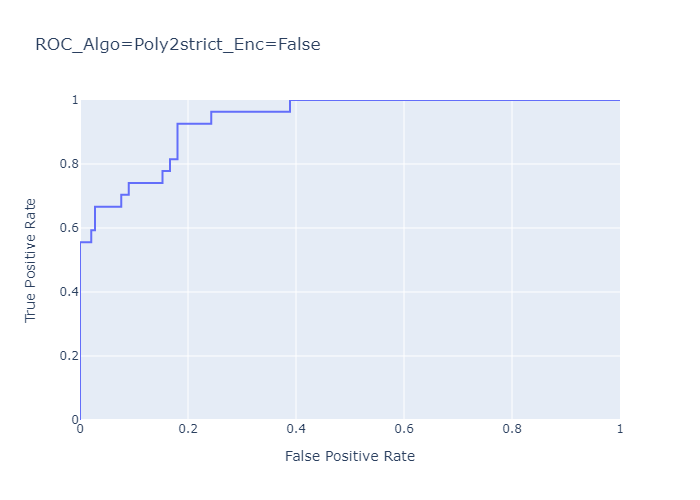 ROC_Algo=Poly2strict_Enc=False
1
0.8
0.6
0.4
0.2
0
True Positive Rate
0 0.2 0.4 0.6 0.8 1
False Positive Rate